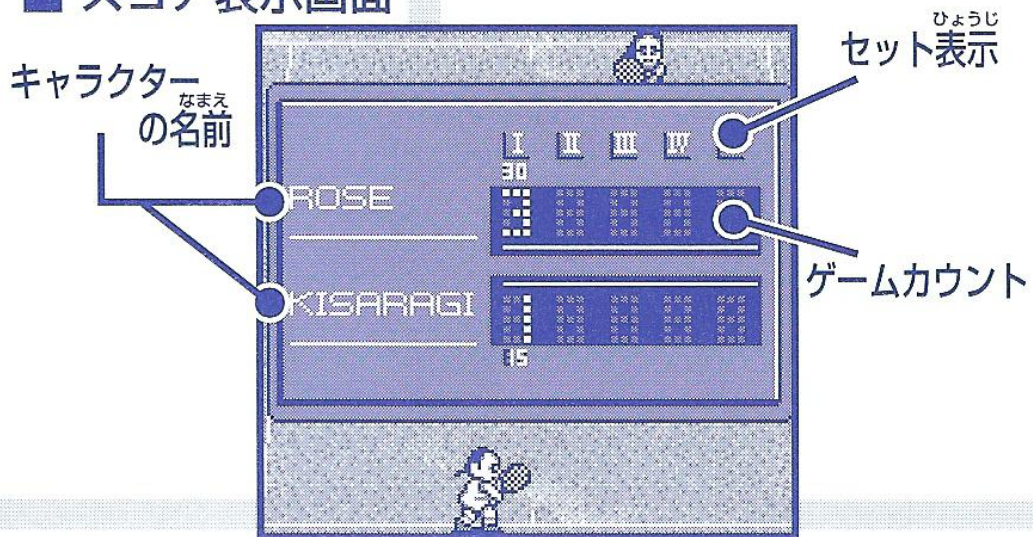 ■ スコア表示画面
キャラクター
なまえ
の名前
ひょうじ
セット表示
I II III IV
30
ROSE
3
ゲームカウント
KISARAGI
1
15